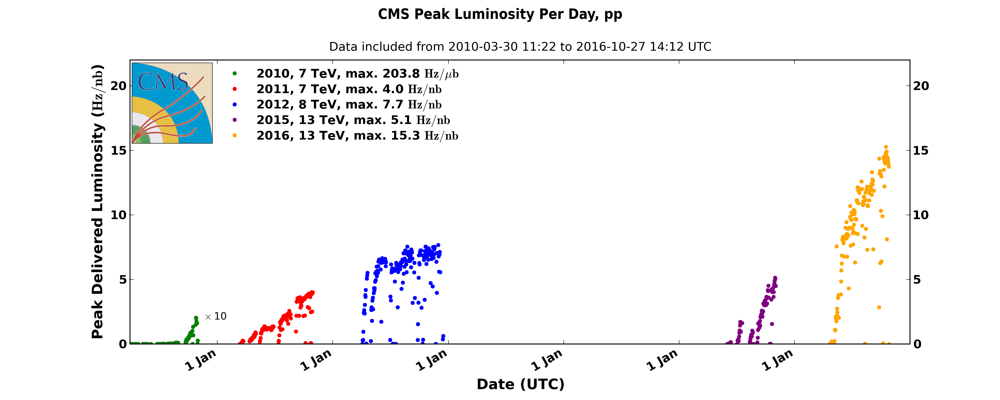 CMS Peak Luminosity Per Day, pp
Data included from 2010-03-30 11:22 to 2016-10-27 14:12 UTC
CMS
2010, 7 TeV, max. 203.8 Hz/μb
2011, 7 TeV, max. 4.0 Hz/nb
2012, 8 TeV, max. 7.7 Hz/nb
2015, 13 TeV, max. 5.1 Hz/nb
2016, 13 TeV, max. 15.3 Hz/nb
Peak Delivered Luminosity (Hz/nb)
20
15
10
5
0
20
15
10
5
0
× 10
1 Jan
1 Jan
1 Jan
1 Jan
1 Jan
1 Jan
Date (UTC)